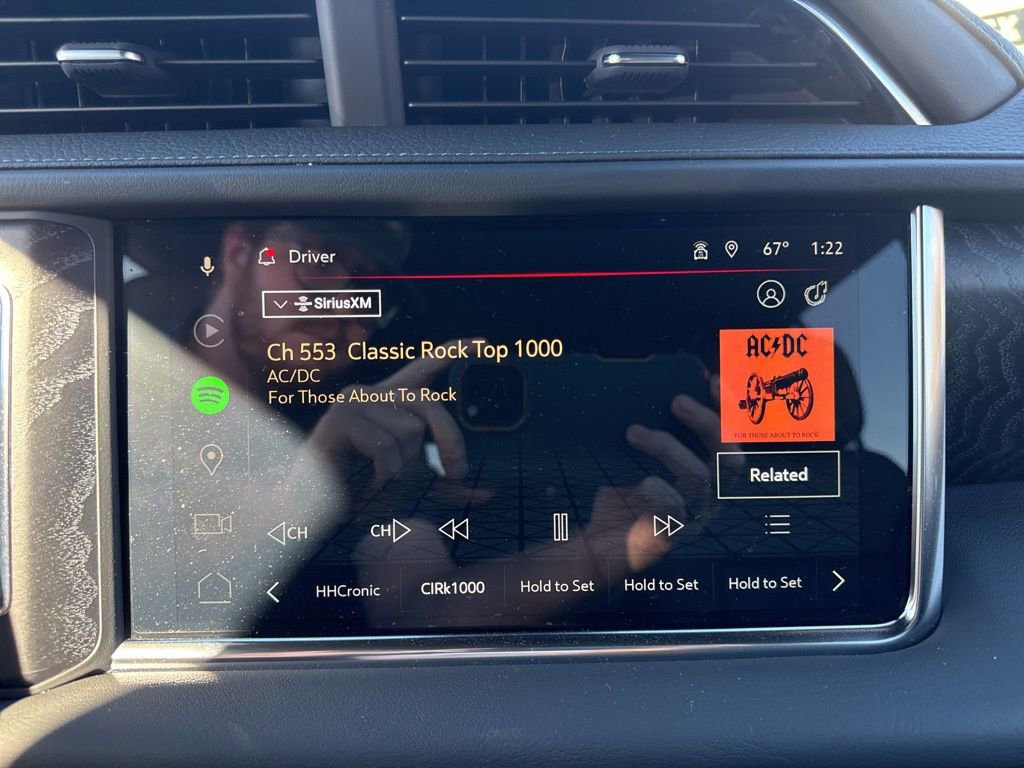 Driver
67° 1:22
SiriusXM
Ch 553 Classic Rock Top 1000
AC/DC
For Those About To Rock
AC⚡DC
FOR THOSE ABOUT TO ROCK
Related
CH CH
HHCronic ClRk1000 Hold to Set Hold to Set Hold to Set